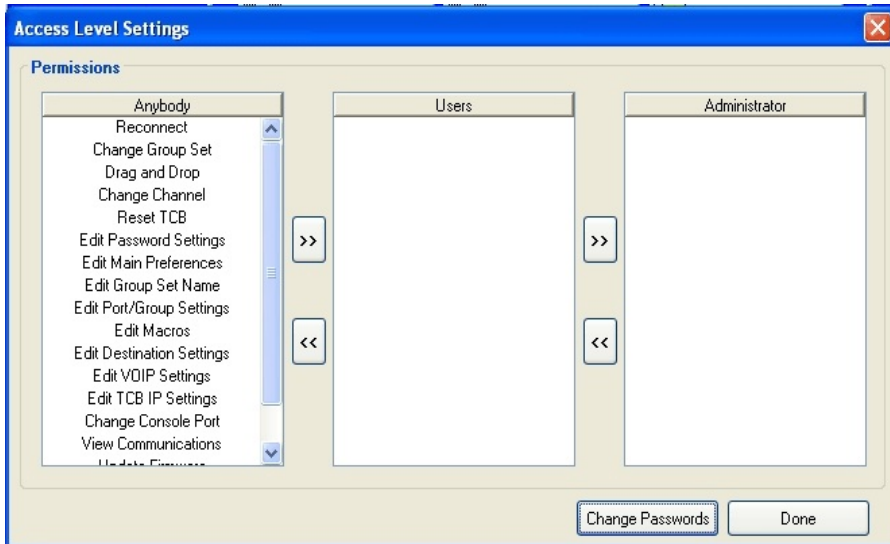 Access Level Settings
Permissions
Anybody
Users
Administrator
Reconnect
Change Group Set
Drag and Drop
Change Channel
Reset TCB
Edit Password Settings
Edit Main Preferences
Edit Group Set Name
Edit Port/Group Settings
Edit Macros
Edit Destination Settings
Edit VOIP Settings
Edit TCB IP Settings
Change Console Port
View Communications
Update Firmware
>>
>>
<<
<<
Change Passwords
Done